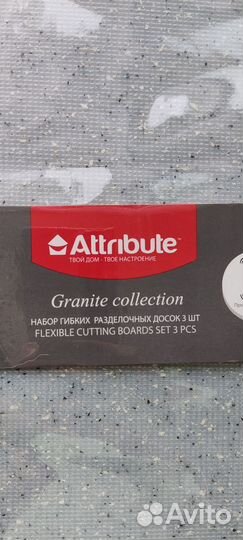 Attribute
ТВОЙ ДОМ · ТВОЕ НАСТРОЕНИЕ
Granite collection
НАБОР ГИБКИХ РАЗДЕЛОЧНЫХ ДОСОК 3 ШТ
FLEXIBLE CUTTING BOARDS SET 3 PCS
Avito